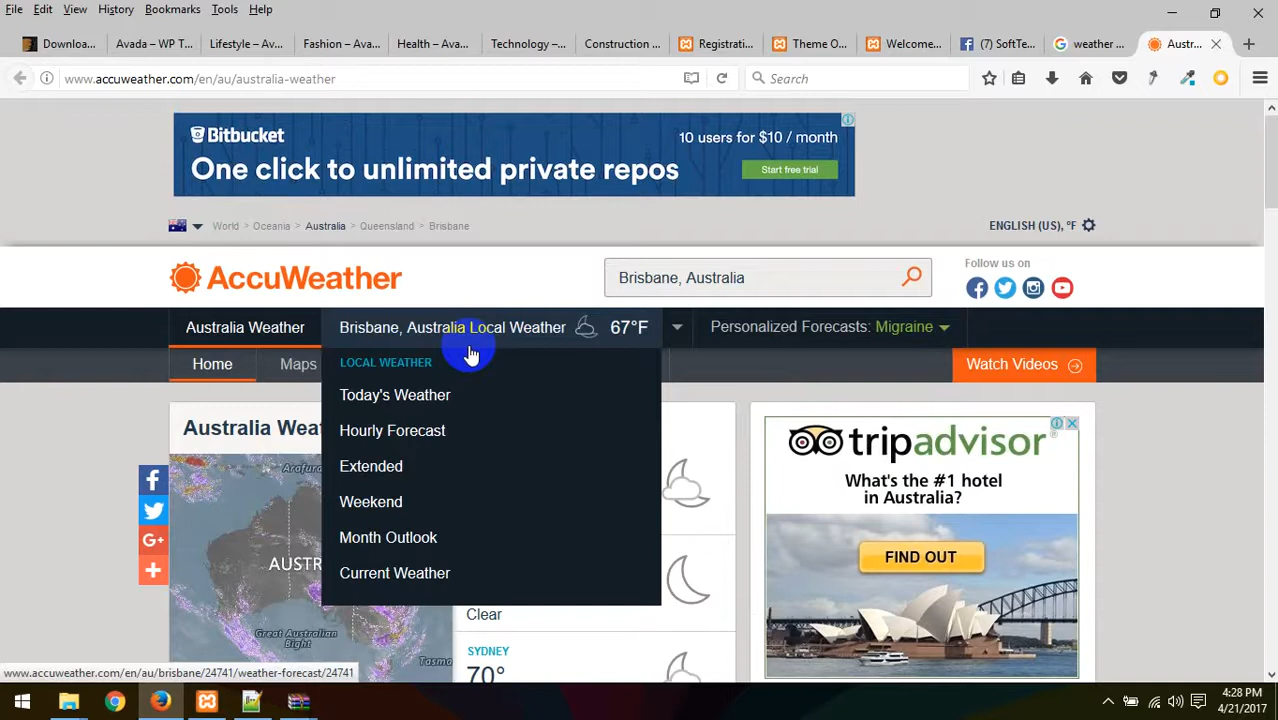 File Edit View History Bookmarks Tools Help
Downloa... Avada – WP T... Lifestyle – Av... Fashion – Ava... Health – Ava... Technology –... Construction ... Registrati... Theme O... Welcome... (7) SoftTe... weather ... Austr...
www.accuweather.com/en/au/australia-weather Search
Bitbucket 10 users for $10 / month
One click to unlimited private repos Start free trial
World > Oceania > Australia > Queensland > Brisbane ENGLISH (US), °F
AccuWeather Brisbane, Australia Follow us on
Australia Weather Brisbane, Australia Local Weather 67°F Personalized Forecasts: Migraine
Home Maps LOCAL WEATHER Watch Videos
Today's Weather
Hourly Forecast
Extended
Weekend
Month Outlook
Current Weather
Australia Wea
Arafura
AUST
Great Australian
Bight
Tasma
Clear
SYDNEY
70°
tripadvisor
What's the #1 hotel
in Australia?
FIND OUT
www.accuweather.com/en/au/brisbane/24741/weather-forecast/24741
4:28 PM
4/21/2017